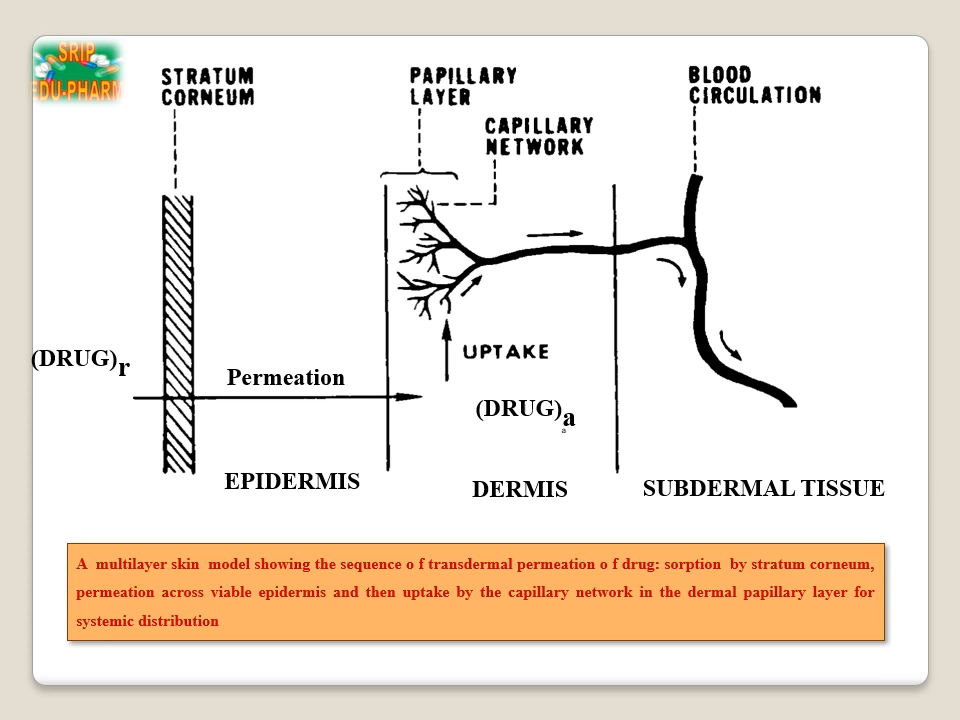 SRIP
EDU-PHARM
STRATUM
CORNEUM
PAPILLARY
LAYER
CAPILLARY
NETWORK
BLOOD
CIRCULATION
(DRUG)r
Permeation
UPTAKE
(DRUG)a
a
EPIDERMIS
DERMIS
SUBDERMAL TISSUE
A multilayer skin model showing the sequence o f transdermal permeation o f drug: sorption by stratum corneum,
permeation across viable epidermis and then uptake by the capillary network in the dermal papillary layer for
systemic distribution